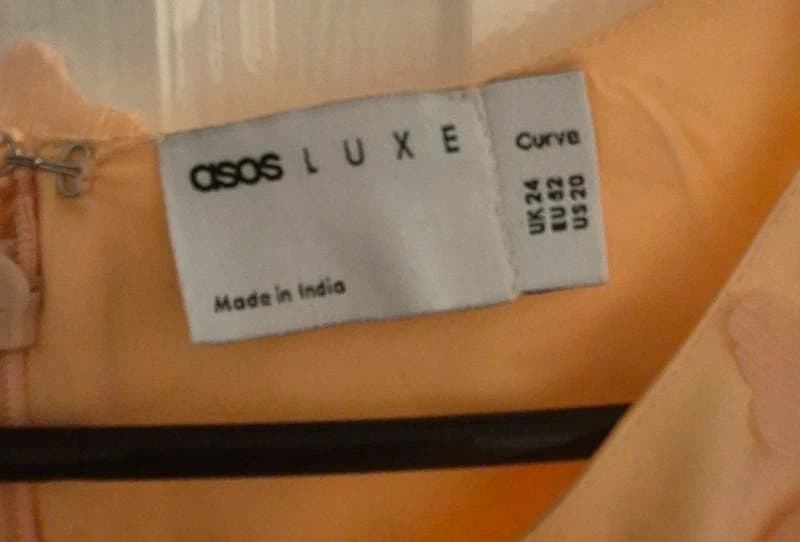 asos LUXE
Made in India
Curve
UK 24
EU 52
US 20